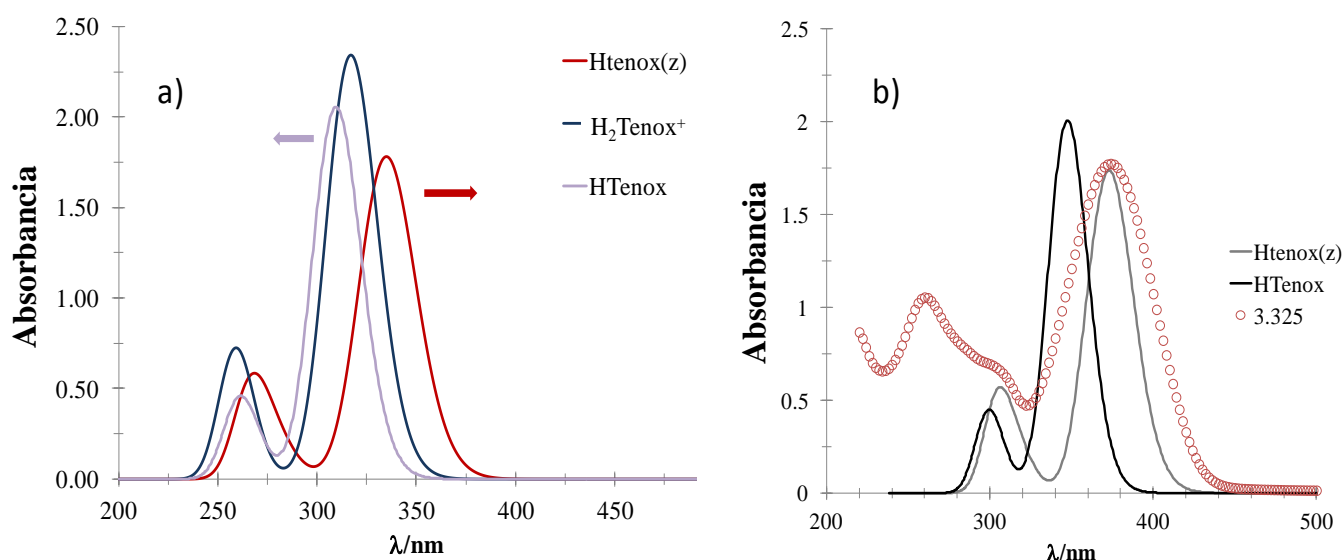 a)
2.50
2.00
1.50
1.00
0.50
0.00
Absorbancia
200 250 300 350 400 450
λ/nm
Htenox(z)
H₂Tenox⁺
HTenox
b)
2.5
2
1.5
1
0.5
0
Absorbancia
200 300 400 500
λ/nm
Htenox(z)
HTenox
3.325